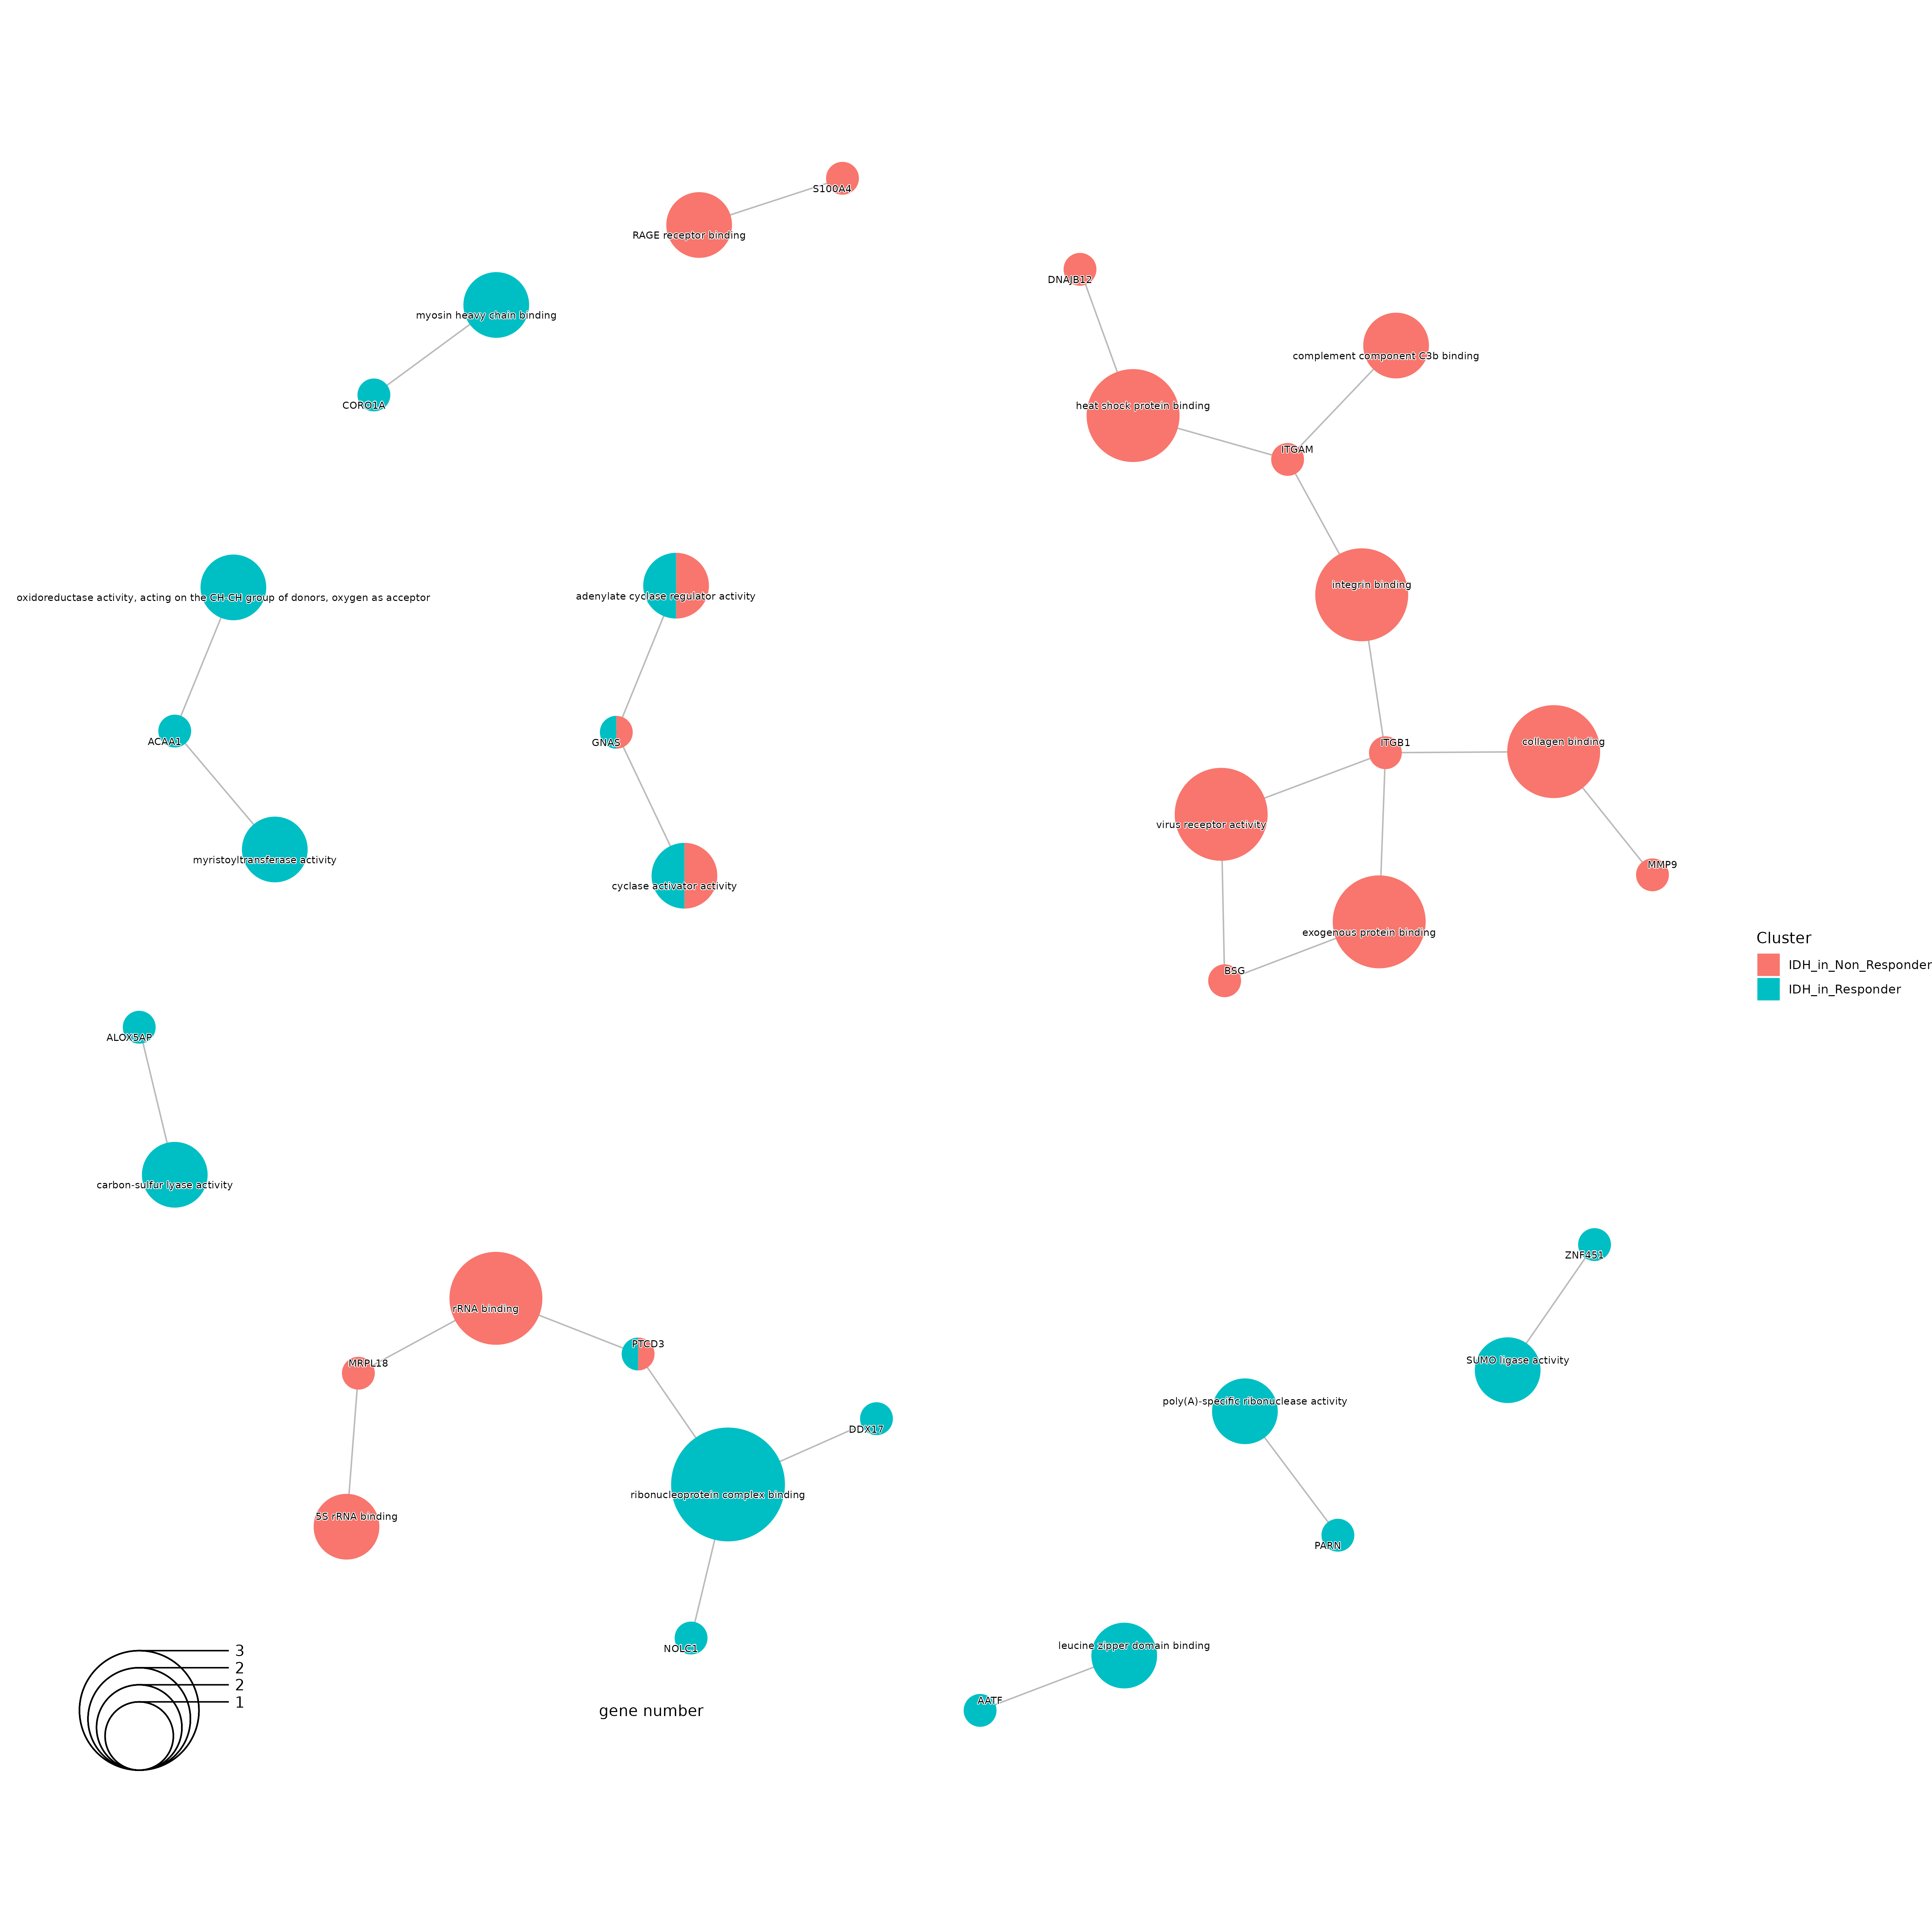 S100A4
RAGE receptor binding
DNAJB12
myosin heavy chain binding
complement component C3b binding
CORO1A
heat shock protein binding
ITGAM
integrin binding
oxidoreductase activity, acting on the CH-CH group of donors, oxygen as acceptor
adenylate cyclase regulator activity
ACAA1
GNAS
ITGB1
collagen binding
virus receptor activity
myristoyltransferase activity
MMP9
cyclase activator activity
exogenous protein binding
Cluster
IDH_in_Non_Responder
IDH_in_Responder
BSG
ALOX5AP
carbon-sulfur lyase activity
ZNF451
rRNA binding
PTCD3
MRPL18
SUMO ligase activity
poly(A)-specific ribonuclease activity
DDX17
ribonucleoprotein complex binding
5S rRNA binding
PARN
NOLC1
leucine zipper domain binding
3
2
2
1
AATF
gene number